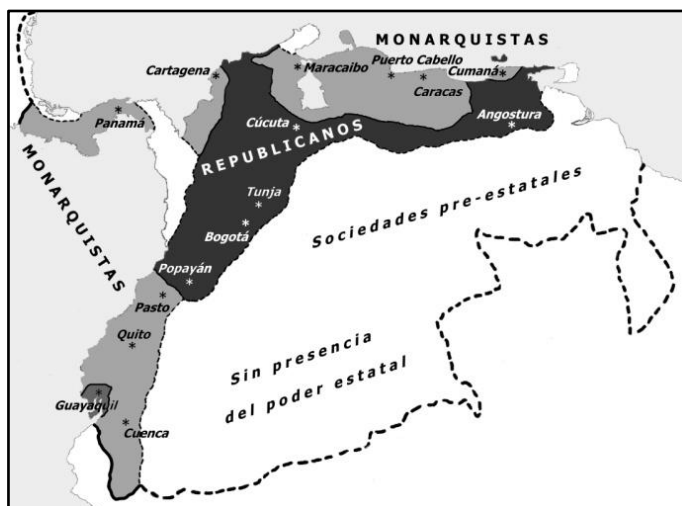 MONARQUISTAS
Cartagena
Maracaibo
Puerto Cabello
Cumaná
Caracas
Panamá
Cúcuta
Angostura
REPUBLICANOS
MONARQUISTAS
Tunja
Bogotá
Sociedades pre-estatales
Popayán
Pasto
Quito
Sin presencia
del poder estatal
Guayaquil
Cuenca